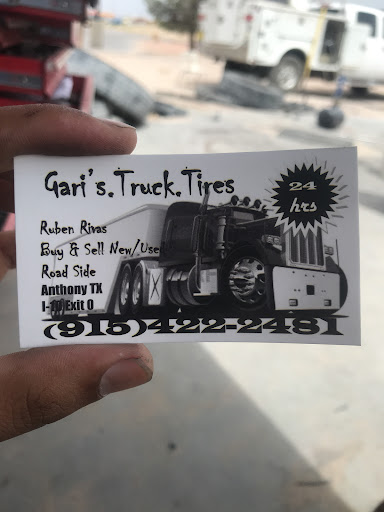 Gari's.Truck.Tires
24
hrs
Ruben Rivas
Buy & Sell New/Used
Road Side
Anthony TX
I-10 Exit 0
(915)422-2481